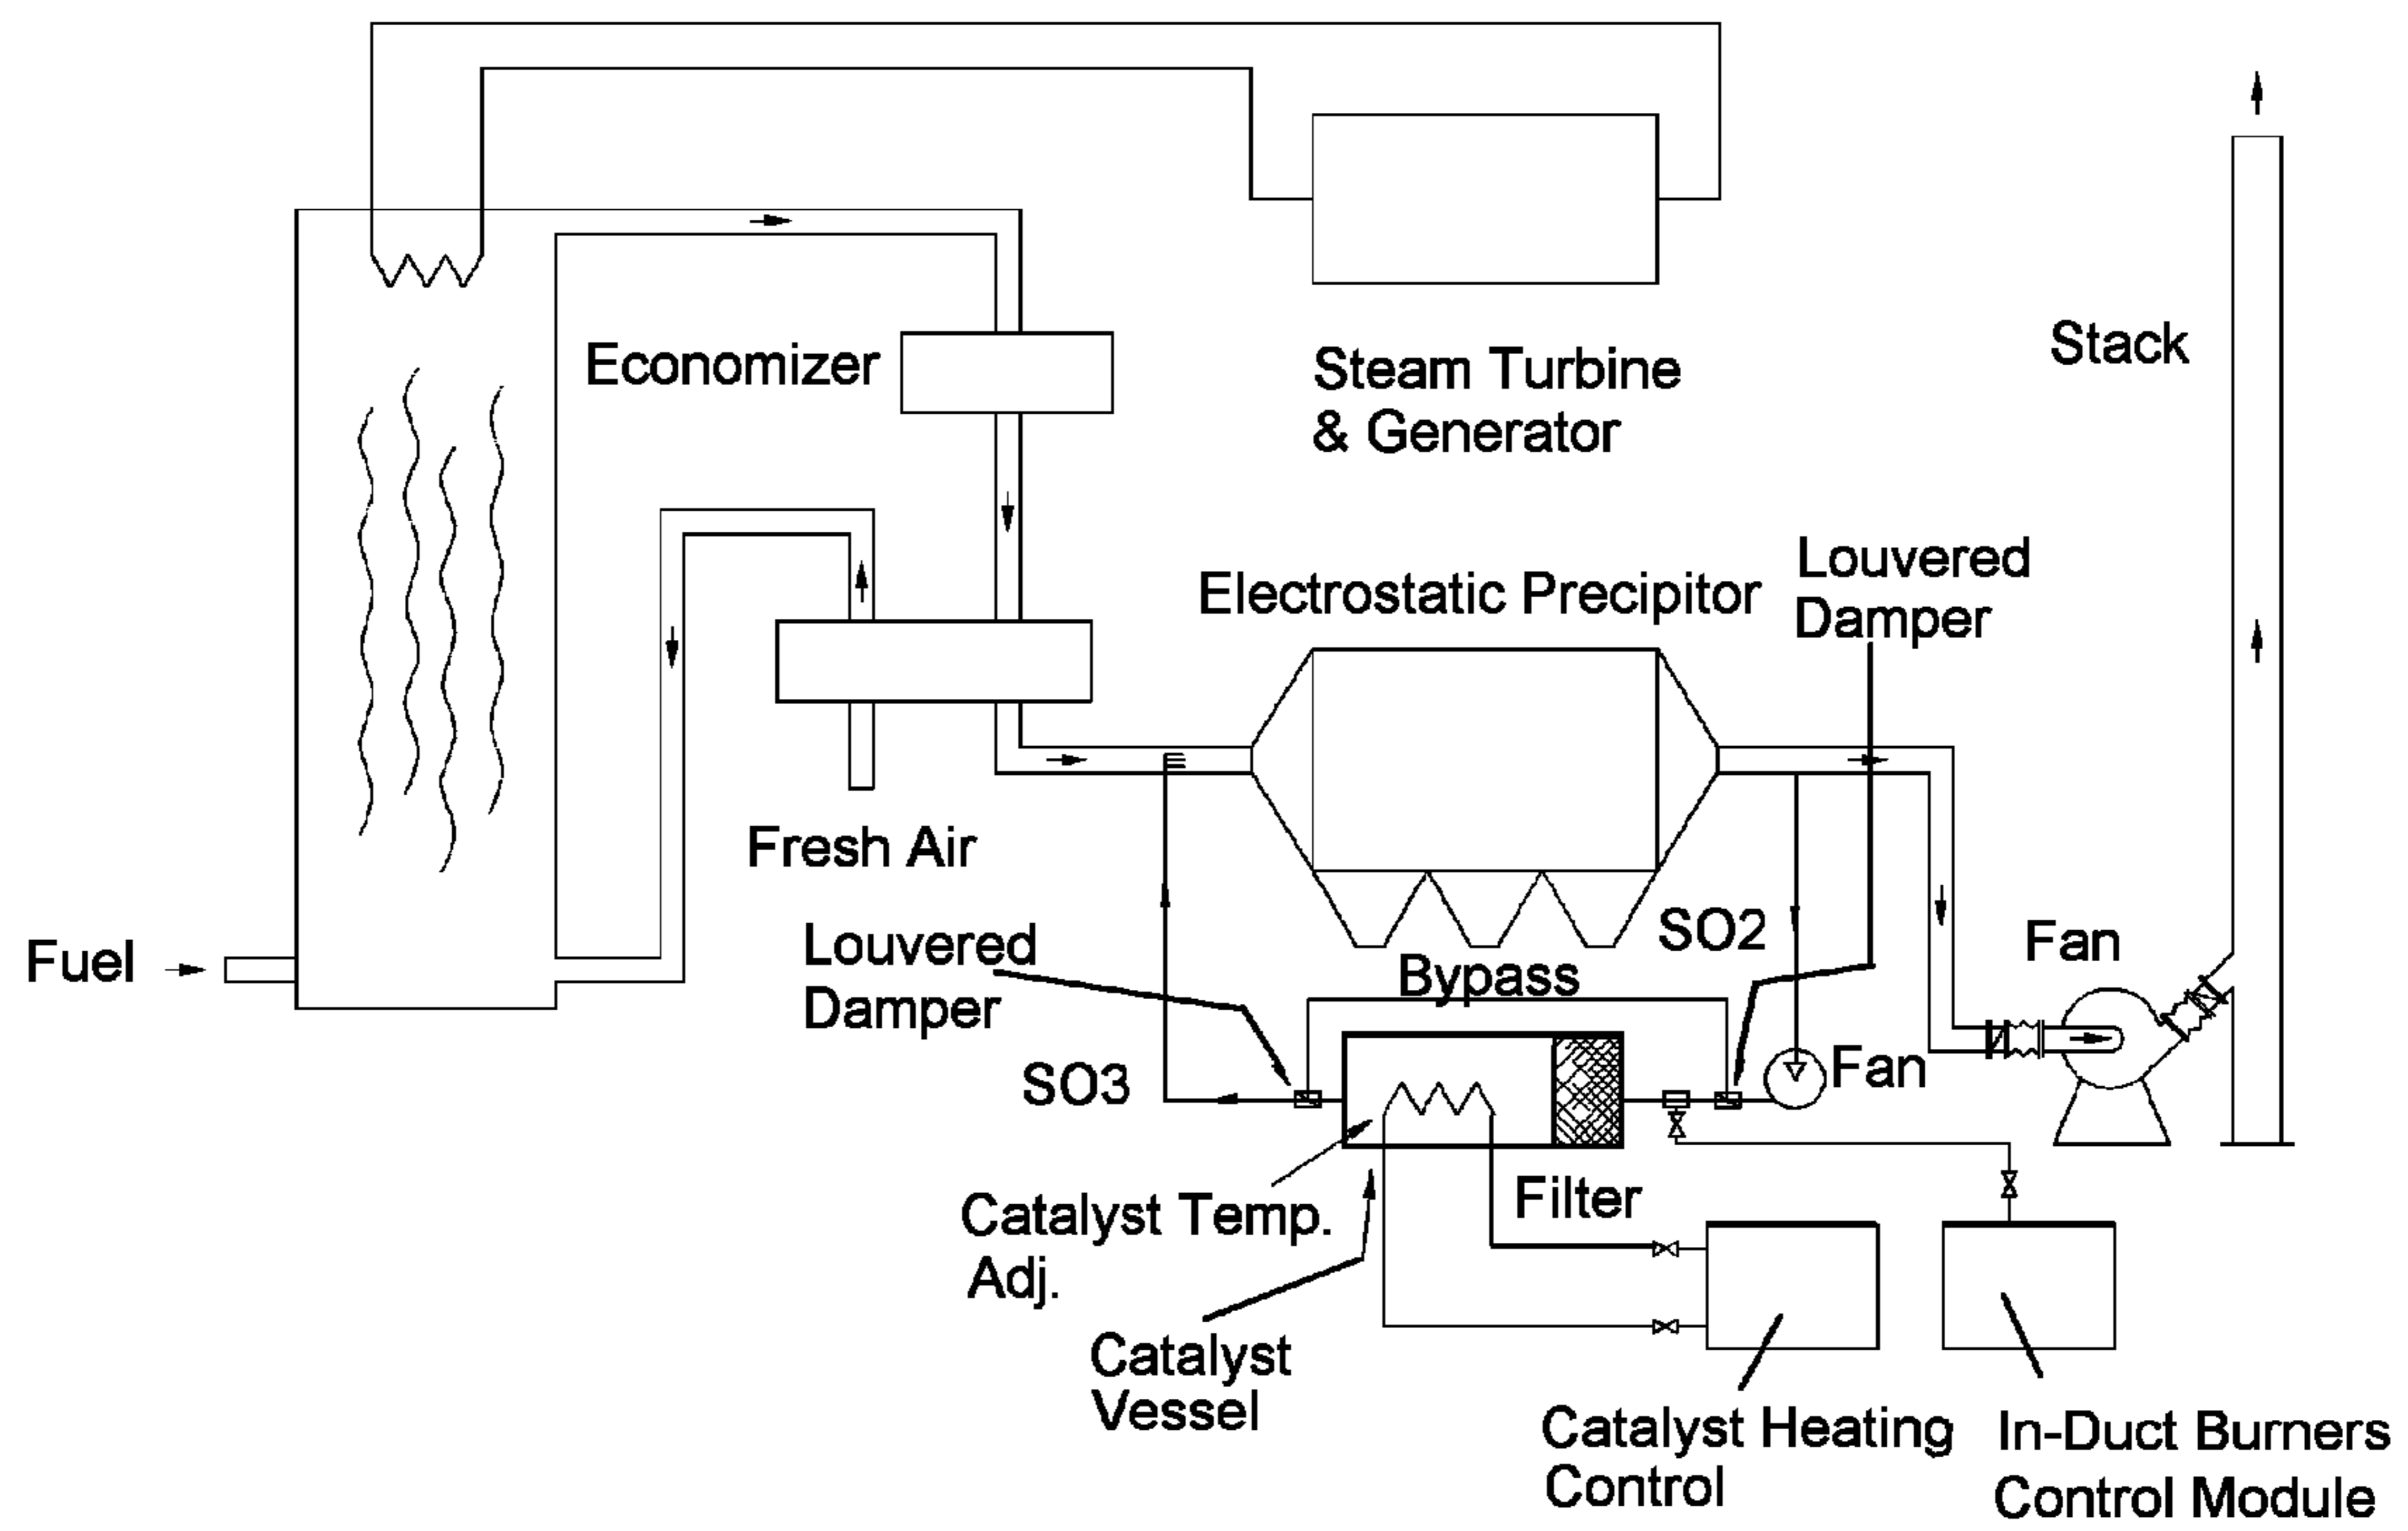 Economizer
Steam Turbine
& Generator
Stack
Louvered
Damper
Electrostatic Precipitor
Fresh Air
Fuel
Louvered
Damper
SO2
Bypass
Fan
SO3
Fan
Catalyst Temp.
Adj.
Filter
Catalyst
Vessel
Catalyst Heating
Control
In-Duct Burners
Control Module